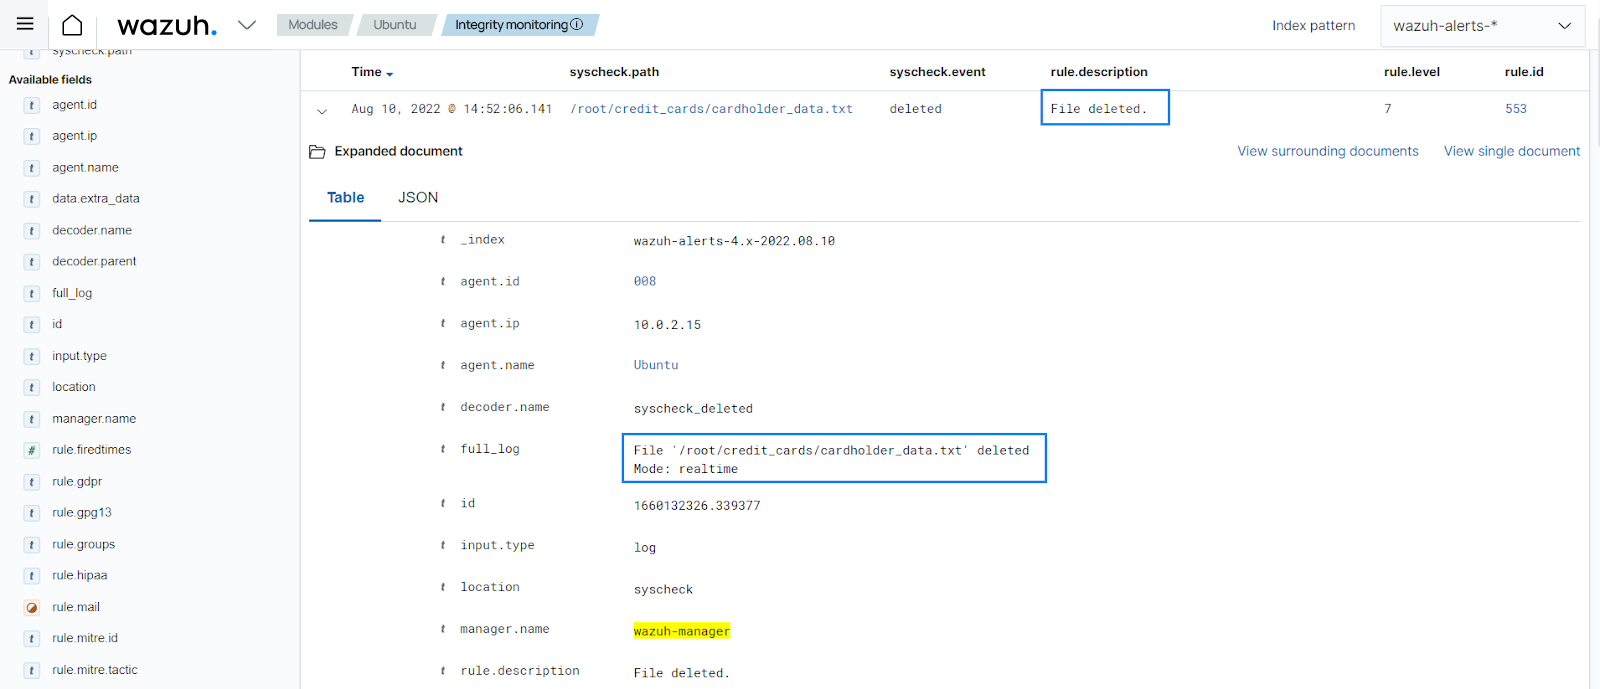 wazuh.
Modules
Ubuntu
Integrity monitoring
Index pattern
wazuh-alerts-*
t syscheck.path
Available fields
t agent.id
t agent.ip
t agent.name
t data.extra_data
t decoder.name
t decoder.parent
t full_log
t id
t input.type
t location
t manager.name
# rule.firedtimes
t rule.gdpr
t rule.gpg13
t rule.groups
t rule.hipaa
rule.mail
t rule.mitre.id
t rule.mitre.tactic
Time syscheck.path syscheck.event rule.description rule.level rule.id
Aug 10, 2022 @ 14:52:06.141 /root/credit_cards/cardholder_data.txt deleted File deleted. 7 553
Expanded document View surrounding documents View single document
Table JSON
t _index wazuh-alerts-4.x-2022.08.10
t agent.id 008
t agent.ip 10.0.2.15
t agent.name Ubuntu
t decoder.name syscheck_deleted
t full_log File '/root/credit_cards/cardholder_data.txt' deleted
Mode: realtime
t id 1660132326.339377
t input.type log
t location syscheck
t manager.name wazuh-manager
t rule.description File deleted.